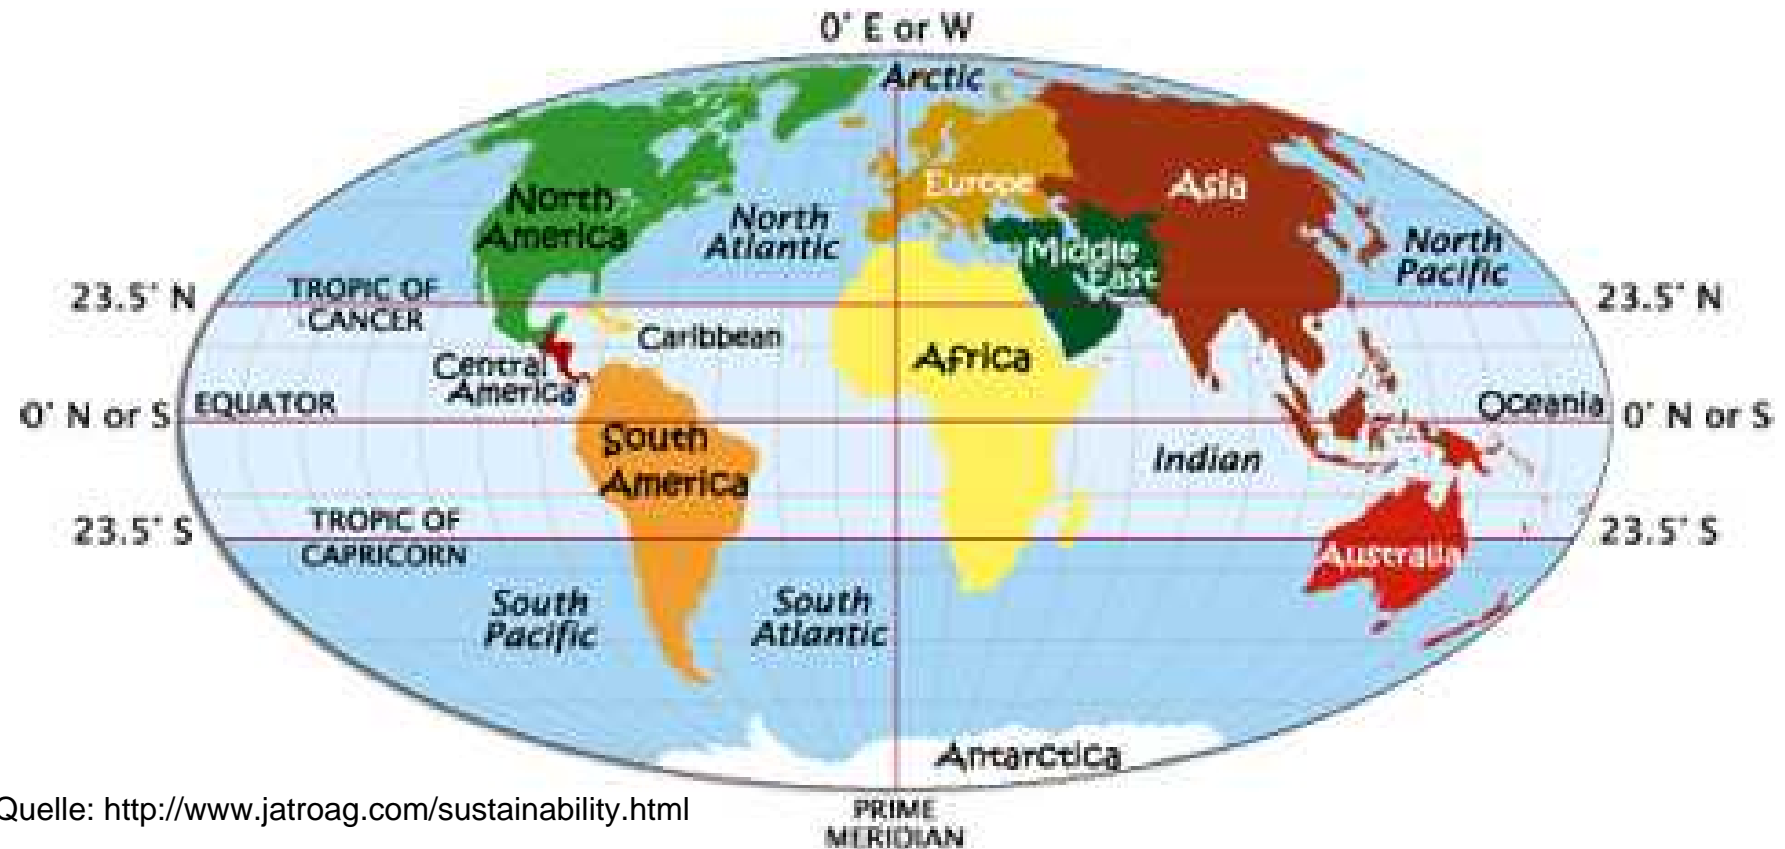 0° E or W
Arctic
North
America
North
Atlantic
Europe
Asia
Middle
East
North
Pacific
23.5° N
TROPIC OF
CANCER
23.5° N
Caribbean
Central
America
Africa
0° N or S
EQUATOR
Oceania
0° N or S
South
America
Indian
23.5° S
TROPIC OF
CAPRICORN
23.5° S
Australia
South
Pacific
South
Atlantic
Antarctica
Quelle: http://www.jatroag.com/sustainability.html
PRIME
MERIDIAN